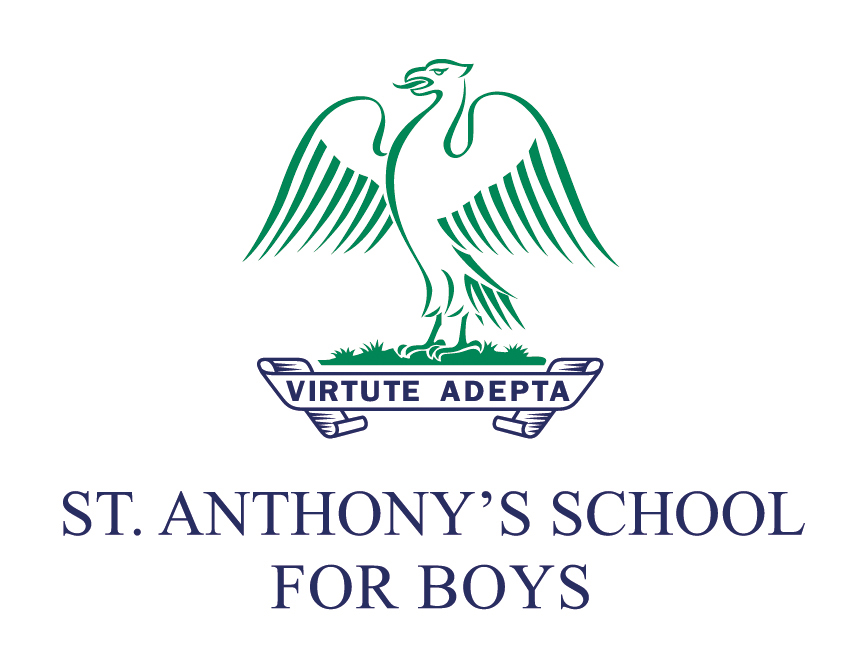 VIRTUTE ADEPTA
ST. ANTHONY’S SCHOOL
FOR BOYS